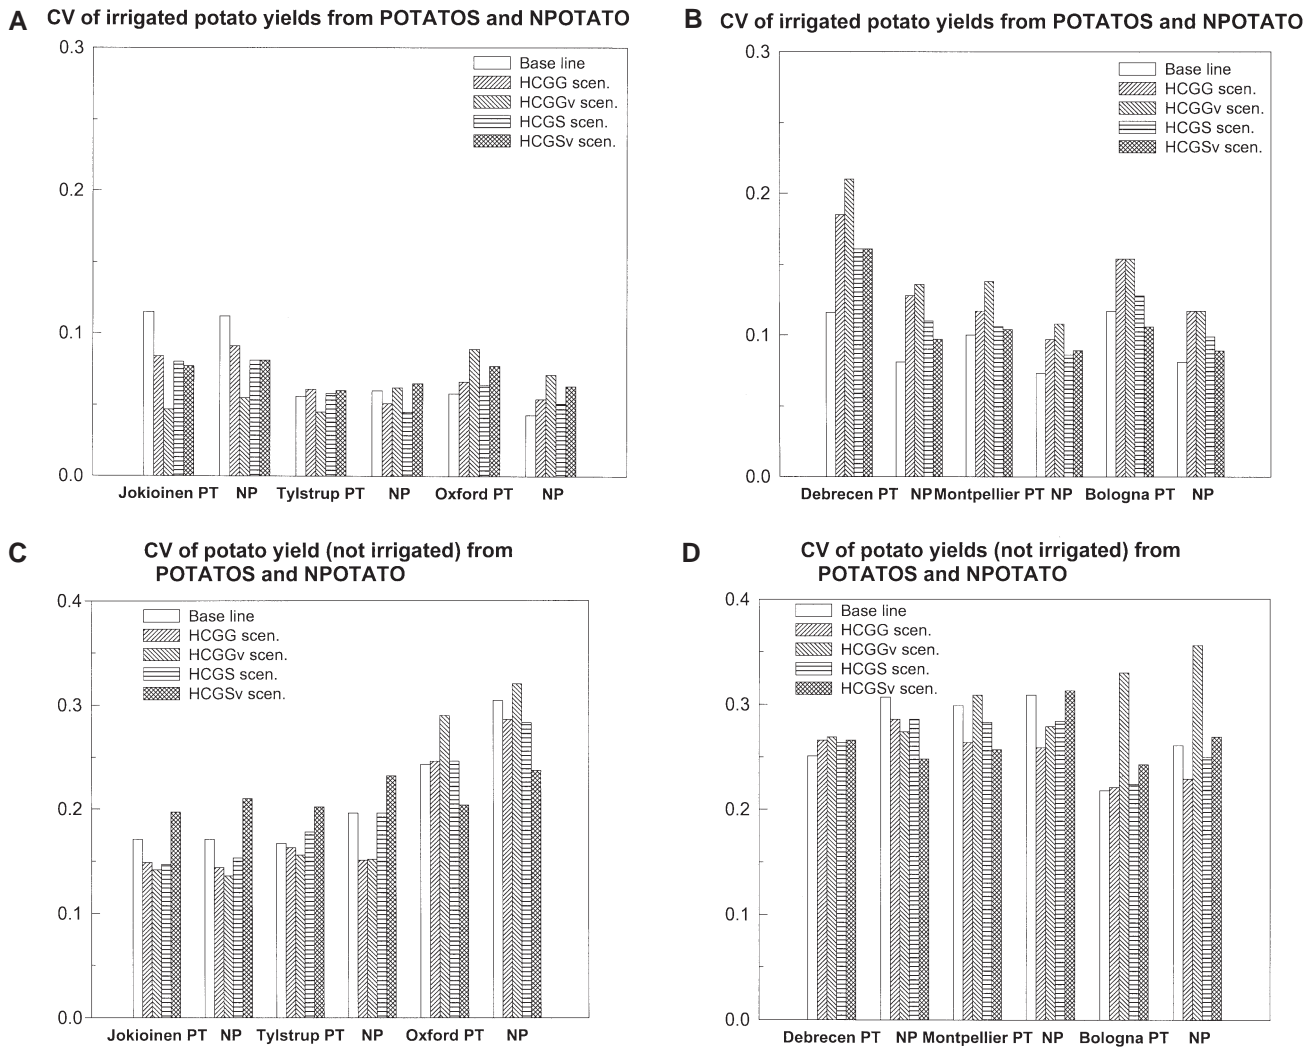 A
CV of irrigated potato yields from POTATOS and NPOTATO
0.3
0.2
0.1
0.0
Base line
HCGG scen.
HCGGv scen.
HCGS scen.
HCGSv scen.
Jokioinen PT NP Tylstrup PT NP Oxford PT NP
B
CV of irrigated potato yields from POTATOS and NPOTATO
0.3
0.2
0.1
0.0
Base line
HCGG scen.
HCGGv scen.
HCGS scen.
HCGSv scen.
Debrecen PT NP Montpellier PT NP Bologna PT NP
C
CV of potato yield (not irrigated) from
POTATOS and NPOTATO
0.4
0.3
0.2
0.1
0.0
Base line
HCGG scen.
HCGGv scen.
HCGS scen.
HCGSv scen.
Jokioinen PT NP Tylstrup PT NP Oxford PT NP
D
CV of potato yields (not irrigated) from
POTATOS and NPOTATO
0.4
0.3
0.2
0.1
0.0
Base line
HCGG scen.
HCGGv scen.
HCGS scen.
HCGSv scen.
Debrecen PT NP Montpellier PT NP Bologna PT NP